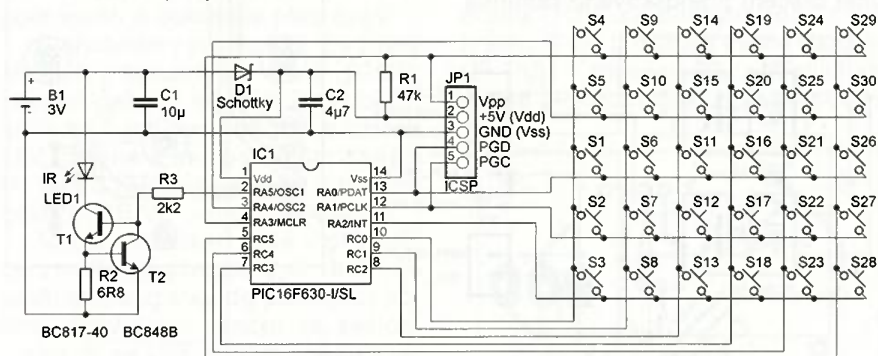 S4 S9 S14 S19 S24 S29
B1
3V
C1
10µ
D1
Schottky
C2
4µ7
R1
47k
JP1
1 Vpp
2 +5V (Vdd)
3 GND (Vss)
4 PGD
5 PGC
ICSP
S5 S10 S15 S20 S25 S30
S1 S6 S11 S16 S21 S26
S2 S7 S12 S17 S22 S27
S3 S8 S13 S18 S23 S28
IR
LED1
R3
2k2
T1
R2
6R8
T2
BC817-40 BC848B
IC1
1 Vdd Vss 14
2 RA5/OSC1 RA0/PDAT 13
3 RA4/OSC2 RA1/PCLK 12
4 RA3/MCLR RA2/INT 11
5 RC5 RC0 10
6 RC4 RC1 9
7 RC3 RC2 8
PIC16F630-I/SL